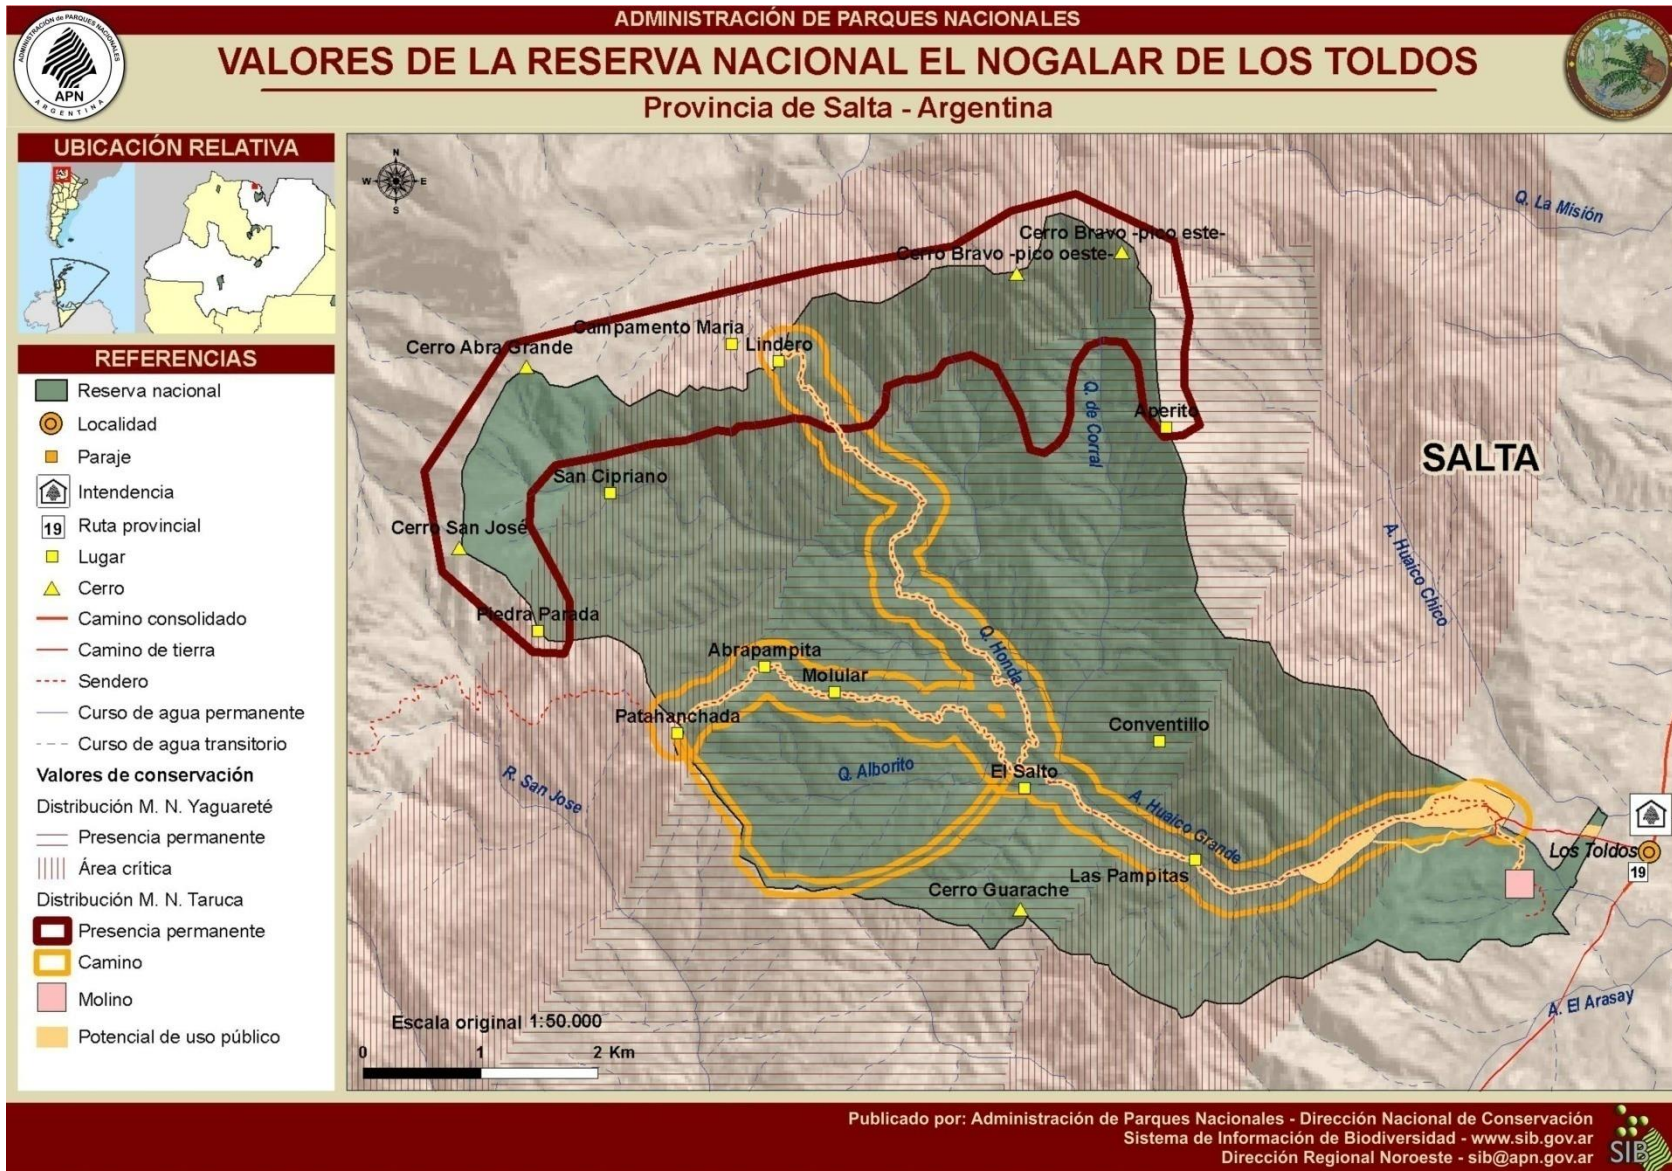 ADMINISTRACIÓN DE PARQUES NACIONALES
VALORES DE LA RESERVA NACIONAL EL NOGALAR DE LOS TOLDOS
Provincia de Salta - Argentina
ADMINISTRACIÓN de PARQUES NACIONALES
APN
ARGENTINA
UBICACIÓN RELATIVA
REFERENCIAS
Reserva nacional
Localidad
Paraje
Intendencia
19 Ruta provincial
Lugar
Cerro
Camino consolidado
Camino de tierra
Sendero
Curso de agua permanente
Curso de agua transitorio
Valores de conservación
Distribución M. N. Yaguareté
Presencia permanente
Área crítica
Distribución M. N. Taruca
Presencia permanente
Camino
Molino
Potencial de uso público
N
W E
S
Q. La Misión
Cerro Bravo -pico este-
Cerro Bravo -pico oeste-
Campamento Maria
Lindero
Cerro Abra Grande
Q. de Corral
Aperito
SALTA
San Cipriano
Cerro San José
A. Huaico Chico
Piedra Parada
Q. Honda
Abrapampita
Molular
Patahanchada
Conventillo
Q. Alborito
El Salto
R. San Jose
A. Huaico Grande
Los Toldos
19
Las Pampitas
Cerro Guarache
A. El Arasay
Escala original 1:50.000
0 1 2 Km
Publicado por: Administración de Parques Nacionales - Dirección Nacional de Conservación
Sistema de Información de Biodiversidad - www.sib.gov.ar
Dirección Regional Noroeste - sib@apn.gov.ar
SIB